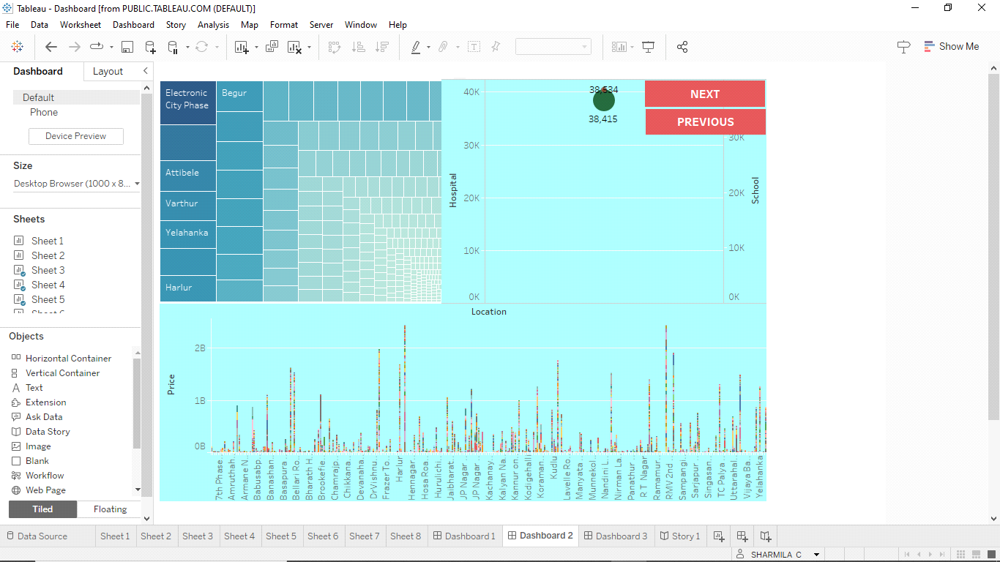 Tableau - Dashboard [from PUBLIC.TABLEAU.COM (DEFAULT)]
File Data Worksheet Dashboard Story Analysis Map Format Server Window Help
Show Me
Dashboard Layout
Default
Phone
Device Preview
Size
Desktop Browser (1000 x 8...
Sheets
Sheet 1
Sheet 2
Sheet 3
Sheet 4
Sheet 5
Objects
Horizontal Container
Vertical Container
Text
Extension
Ask Data
Data Story
Image
Blank
Workflow
Web Page
Tiled Floating
Electronic
City Phase
Begur
Attibele
Varthur
Yelahanka
Harlur
Hospital
40K
30K
20K
10K
0K
38,534
38,415
NEXT
PREVIOUS
30K
20K
10K
0K
School
Location
Price
2B
1B
0B
7th Phase..
Amruthah..
Armane N..
Babusabp..
Banashan..
Basapura..
Bellari Ro..
Bharath H..
Brookefie..
Chamrajp..
Chikkana..
Devanaha..
DrVishnu..
Frazer To..
Harlur
Hennagar..
Hosa Roa..
Hurulichi..
Jaibharat..
JP Nagar ..
JP Nagar ..
Kachanay..
Kalyan Na..
Kannur on..
Kodigehalli
Koraman..
Kudlu
Lavelle Ro..
Manyata ..
Munnekol..
Nandini L..
Nirman La..
Panathur ..
R T Nagar
Ramamur..
RMV 2nd ..
Sampangi..
Sarjapur ..
Singasan..
TC Palya ..
Uttarahal..
Vijaya Ba..
Yelahanka ..
Data Source Sheet 1 Sheet 2 Sheet 3 Sheet 4 Sheet 5 Sheet 6 Sheet 7 Sheet 8 Dashboard 1 Dashboard 2 Dashboard 3 Story 1
SHARMILA C